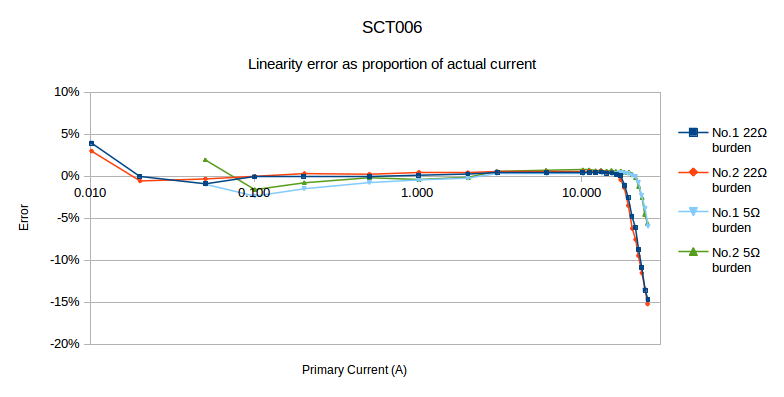 SCT006
Linearity error as proportion of actual current
10%
5%
0%
0.010 0.100 1.000 10.000
-5%
-10%
-15%
-20%
Error
Primary Current (A)
No.1 22Ω
burden
No.2 22Ω
burden
No.1 5Ω
burden
No.2 5Ω
burden